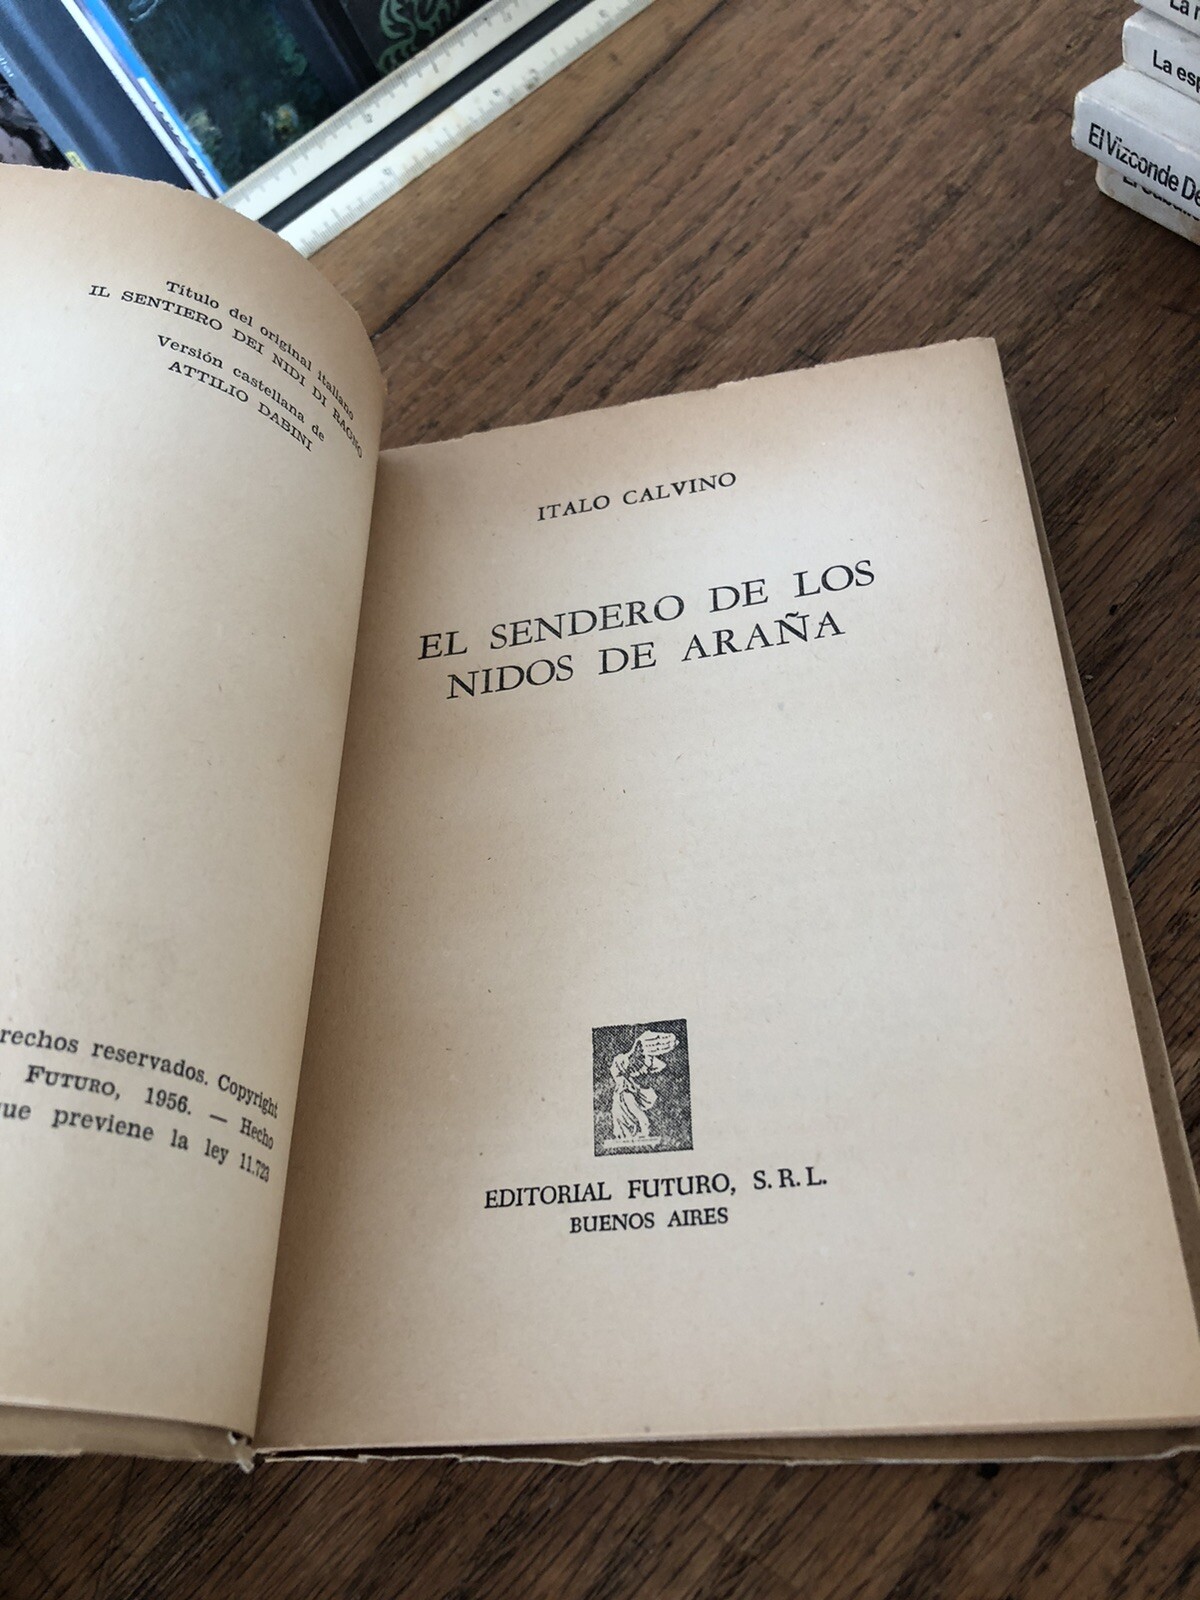 Título del original italiano
IL SENTIERO DEI NIDI DI RAGNO
Versión castellana de
ATTILIO DABINI
rechos reservados. Copyright
FUTURO, 1956. — Hecho
ue previene la ley 11.723
ITALO CALVINO
EL SENDERO DE LOS
NIDOS DE ARAÑA
EDITORIAL FUTURO, S. R. L.
BUENOS AIRES
La
La esp
El Vizconde De